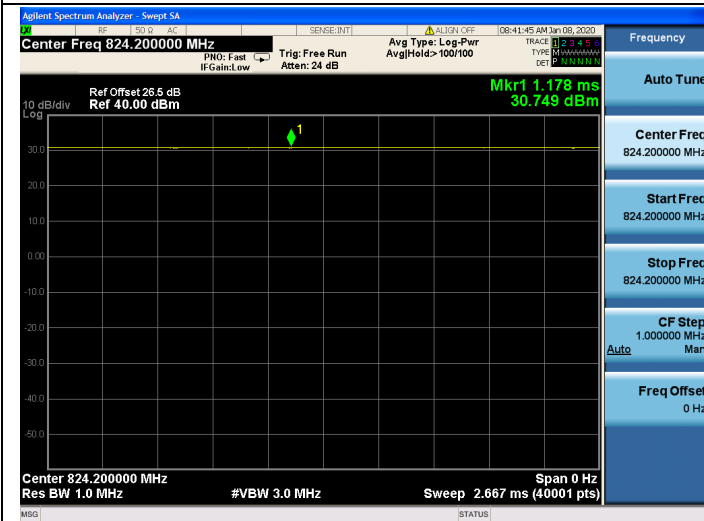 Agilent Spectrum Analyzer - Swept SA
RF 50 Ω AC SENSE:INT ALIGN OFF 08:41:45 AM Jan 08, 2020
Center Freq 824.200000 MHz
PNO: Fast
IFGain:Low
Trig: Free Run
Atten: 24 dB
Avg Type: Log-Pwr
Avg|Hold:>100/100
TRACE 1 2 3 4 5 6
TYPE M WWWWW
DET P N N N N N
Ref Offset 26.5 dB
Ref 40.00 dBm
10 dB/div
Log
Mkr1 1.178 ms
30.749 dBm
1
30.0
20.0
10.0
0.00
-10.0
-20.0
-30.0
-40.0
-50.0
Center 824.200000 MHz
Span 0 Hz
Res BW 1.0 MHz
#VBW 3.0 MHz
Sweep 2.667 ms (40001 pts)
MSG
STATUS
Frequency
Auto Tune
Center Freq
824.200000 MHz
Start Freq
824.200000 MHz
Stop Freq
824.200000 MHz
CF Step
1.000000 MHz
Auto Man
Freq Offset
0 Hz